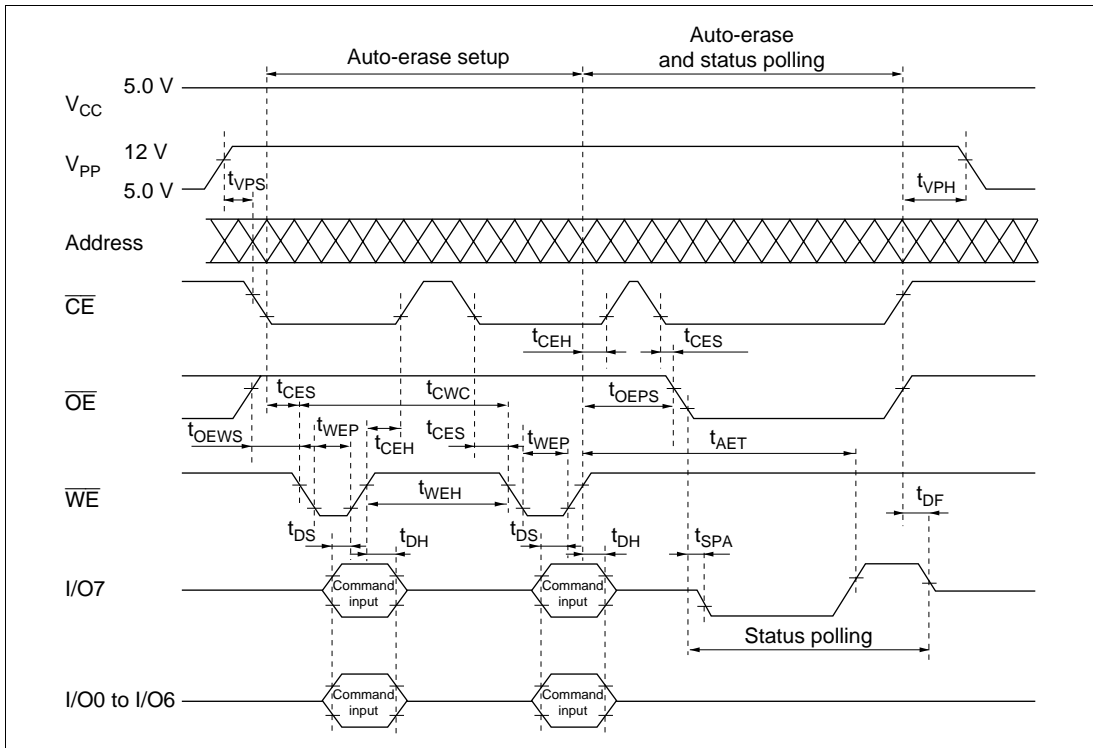 Auto-erase setup
Auto-erase
and status polling
VCC
5.0 V
VPP
12 V
5.0 V
tVPS
tVPH
Address
CE
tCEH
tCES
OE
tCES
tCWC
tOEPS
tOEWS
tWEP
tCEH
tCES
tWEP
tAET
WE
tWEH
tDF
tDS
tDH
tDS
tDH
tSPA
I/O7
Command
input
Command
input
Status polling
I/O0 to I/O6
Command
input
Command
input